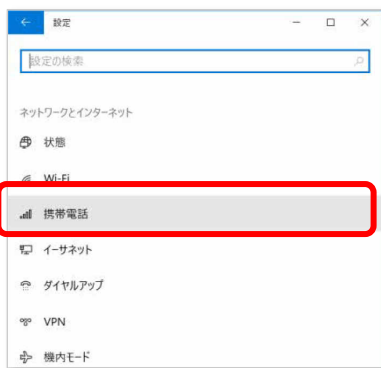 設定
設定の検索
ネットワークとインターネット
状態
Wi-Fi
携帯電話
イーサネット
ダイヤルアップ
VPN
機内モード